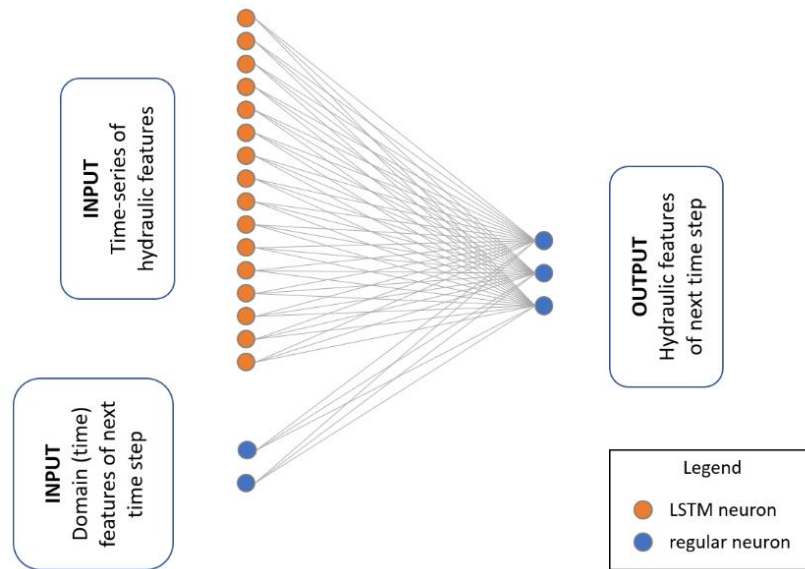 INPUT
Time-series of
hydraulic features
INPUT
Domain (time)
features of next
time step
OUTPUT
Hydraulic features
of next time step
Legend
LSTM neuron
regular neuron